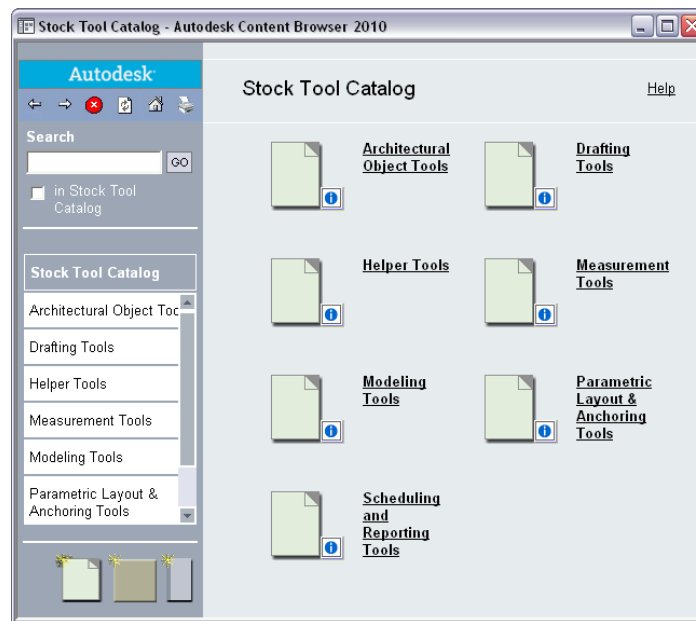 Stock Tool Catalog - Autodesk Content Browser 2010
Autodesk
Search
GO
in Stock Tool
Catalog
Stock Tool Catalog
Architectural Object Too
Drafting Tools
Helper Tools
Measurement Tools
Modeling Tools
Parametric Layout &
Anchoring Tools
Stock Tool Catalog
Help
Architectural
Object Tools
Drafting
Tools
Helper Tools
Measurement
Tools
Modeling
Tools
Parametric
Layout &
Anchoring
Tools
Scheduling
and
Reporting
Tools